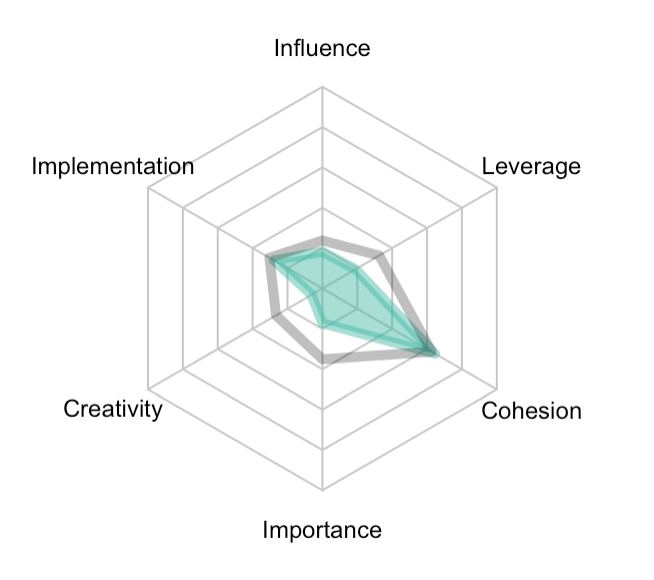 Influence
Implementation
Leverage
Creativity
Cohesion
Importance